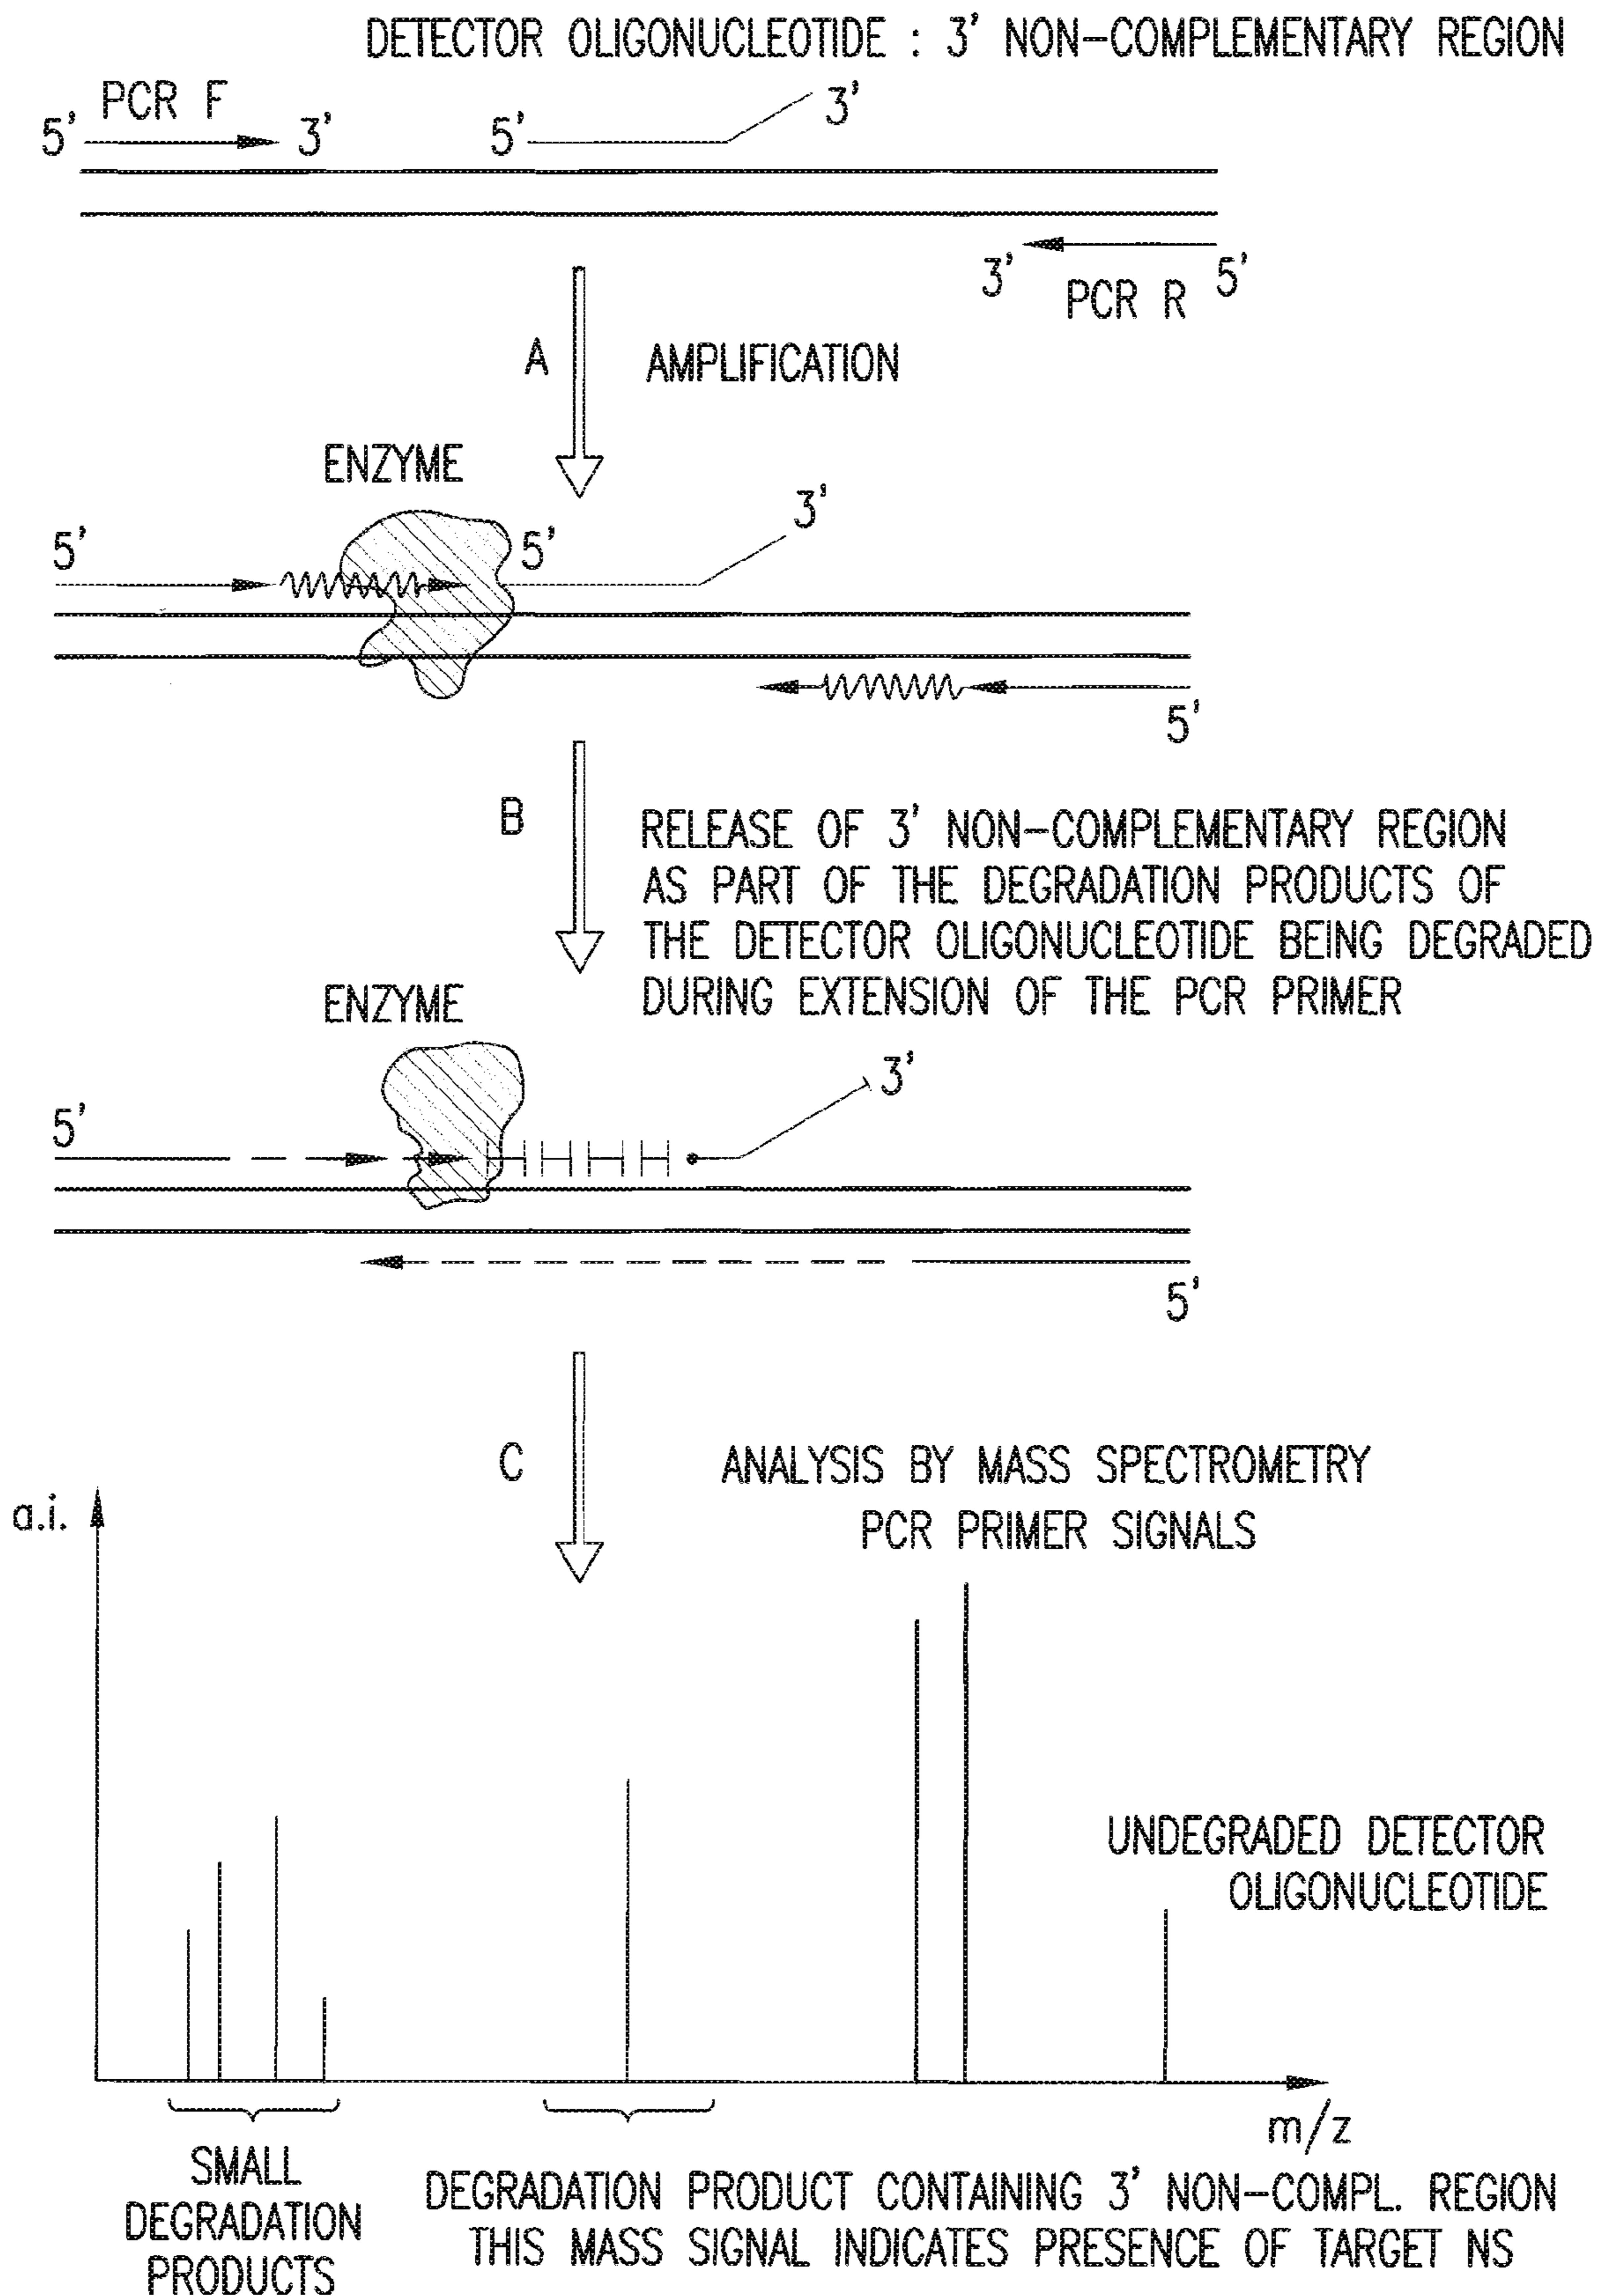 DETECTOR OLIGONUCLEOTIDE : 3' NON-COMPLEMENTARY REGION
PCR F
5' 3' 5' 3'
3' 5'
PCR R
A AMPLIFICATION
ENZYME
3'
5' 5'
5'
B
RELEASE OF 3' NON-COMPLEMENTARY REGION
AS PART OF THE DEGRADATION PRODUCTS OF
THE DETECTOR OLIGONUCLEOTIDE BEING DEGRADED
DURING EXTENSION OF THE PCR PRIMER
ENZYME
3'
5'
5'
C
ANALYSIS BY MASS SPECTROMETRY
PCR PRIMER SIGNALS
a.i.
UNDEGRADED DETECTOR
OLIGONUCLEOTIDE
m/z
SMALL
DEGRADATION
PRODUCTS
DEGRADATION PRODUCT CONTAINING 3' NON-COMPL. REGION
THIS MASS SIGNAL INDICATES PRESENCE OF TARGET NS